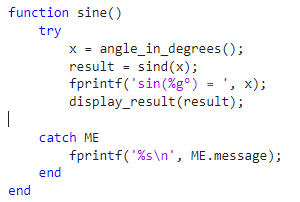 function sine()
    try
        x = angle_in_degrees();
        result = sind(x);
        fprintf('sin(%g°) = ', x);
        display_result(result);

    catch ME
        fprintf('%s\n', ME.message);
    end
end